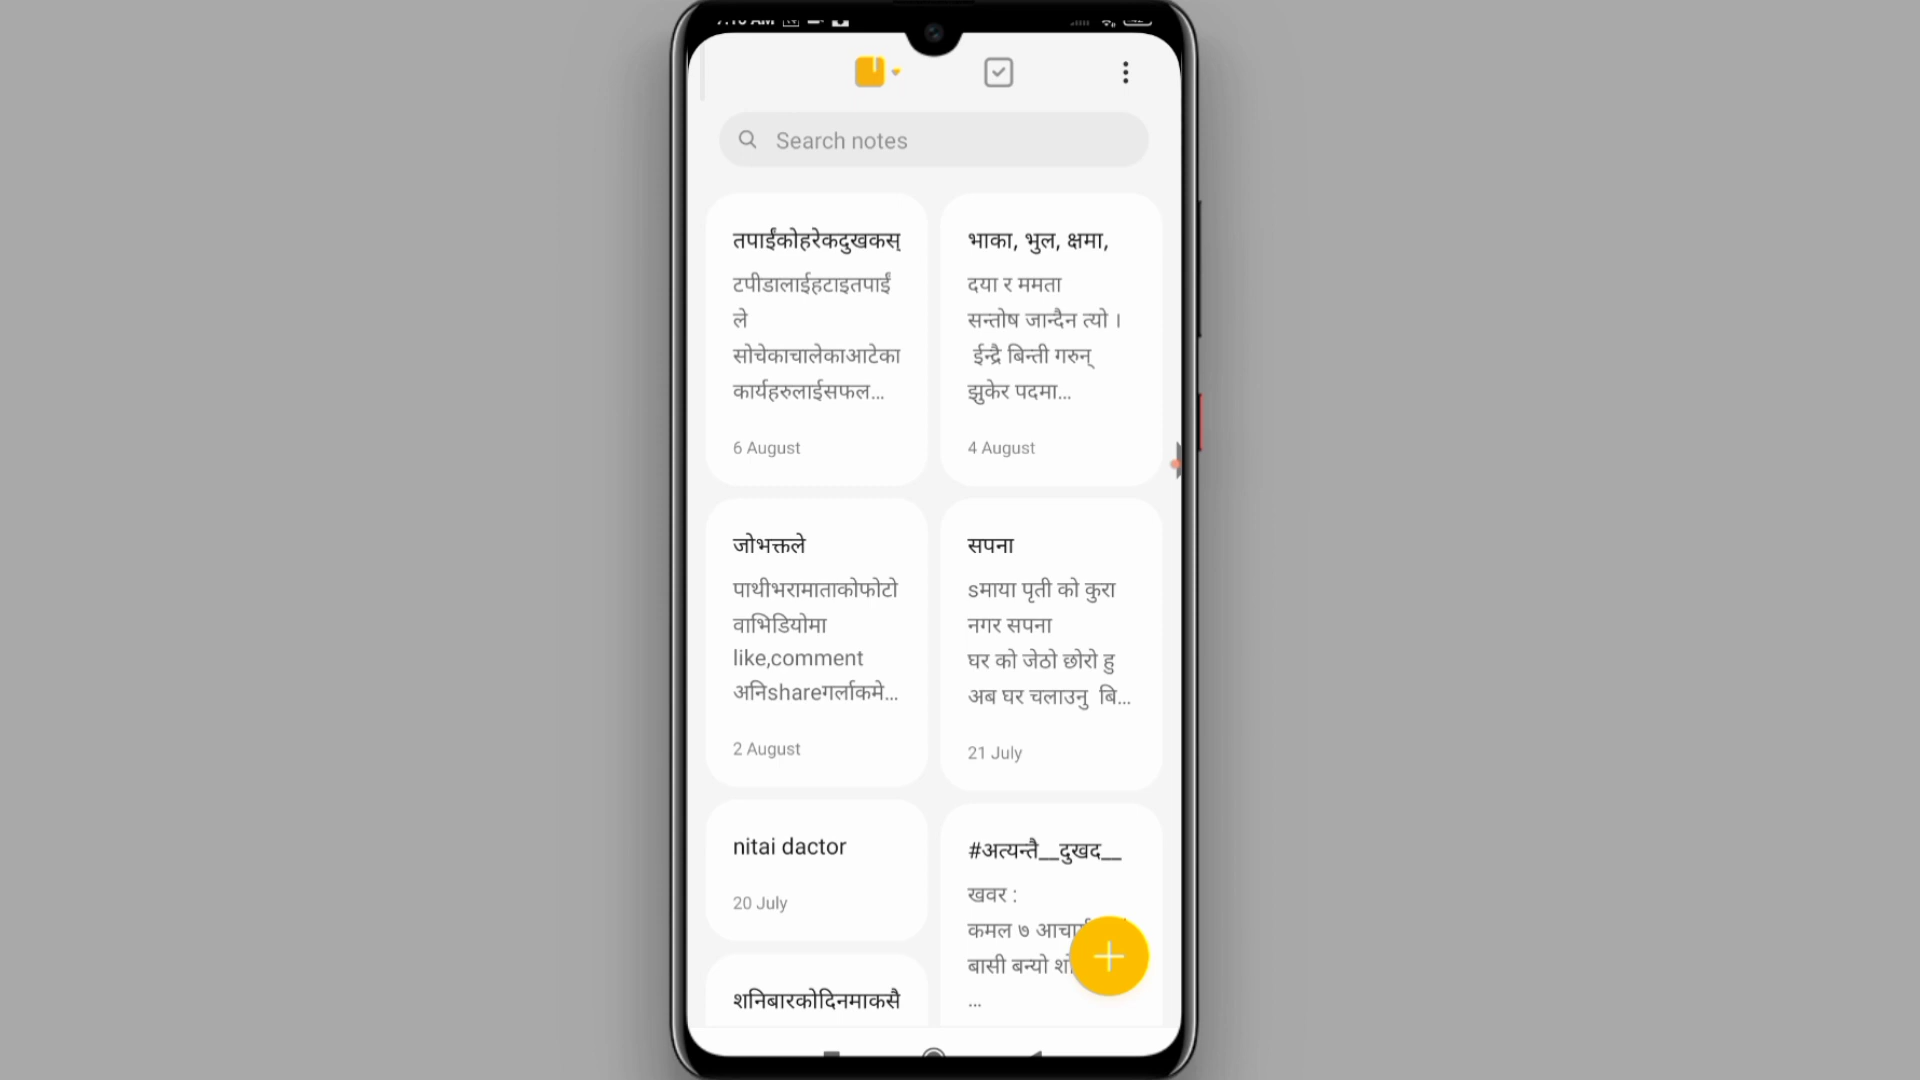 Search notes
तपाईंकोहरेकदुखकस्
टपीडालाईहटाइतपाईं
ले
सोचेकाचालेकाआटेका
कार्यहरुलाईसफल...
6 August
भाका, भुल, क्षमा,
दया र ममता
सन्तोष जान्दैन त्यो ।
ईन्द्रै बिन्ती गरुन्
झुकेर पदमा...
4 August
जोभक्तले
पाथीभरामाताकोफोटो
वाभिडियोमा
like,comment
अनिshareगर्लाकमे...
2 August
सपना
sमाया पृती को कुरा
नगर सपना
घर को जेठो छोरो हु
अब घर चलाउनु बि...
21 July
nitai dactor
20 July
#अत्यन्तै__दुखद__
खवर :
कमल ७
बासी बन्यो
...
शनिबारकोदिनमाकसै